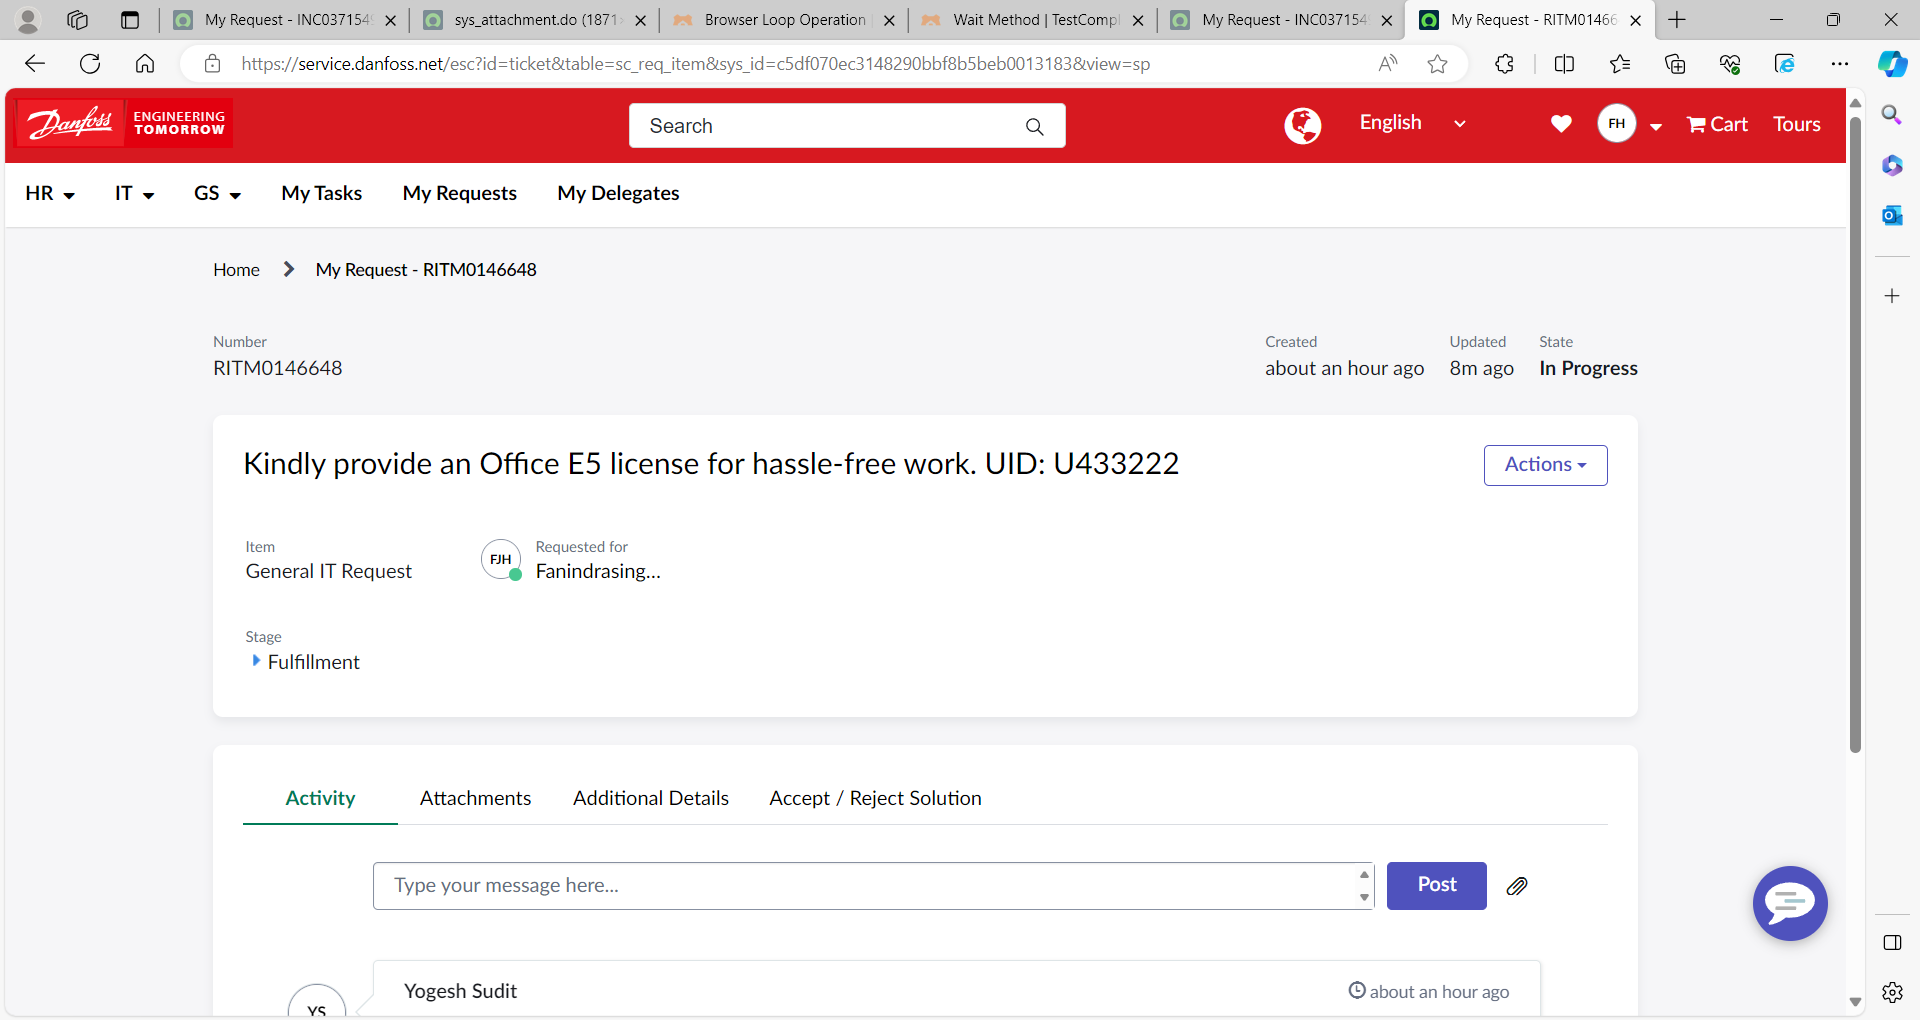 My Request - INC037154
sys_attachment.do (1871
Browser Loop Operation
Wait Method | TestCompl
My Request - INC037154
My Request - RITM01466
https://service.danfoss.net/esc?id=ticket&table=sc_req_item&sys_id=c5df070ec3148290bbf8b5beb0013183&view=sp
Danfoss
ENGINEERING
TOMORROW
Search
English
FH
Cart
Tours
HR
IT
GS
My Tasks
My Requests
My Delegates
Home
My Request - RITM0146648
Number
RITM0146648
Created
about an hour ago
Updated
8m ago
State
In Progress
Kindly provide an Office E5 license for hassle-free work. UID: U433222
Actions
Item
General IT Request
FJH
Requested for
Fanindrasing...
Stage
Fulfillment
Activity
Attachments
Additional Details
Accept / Reject Solution
Type your message here...
Post
YS
Yogesh Sudit
about an hour ago